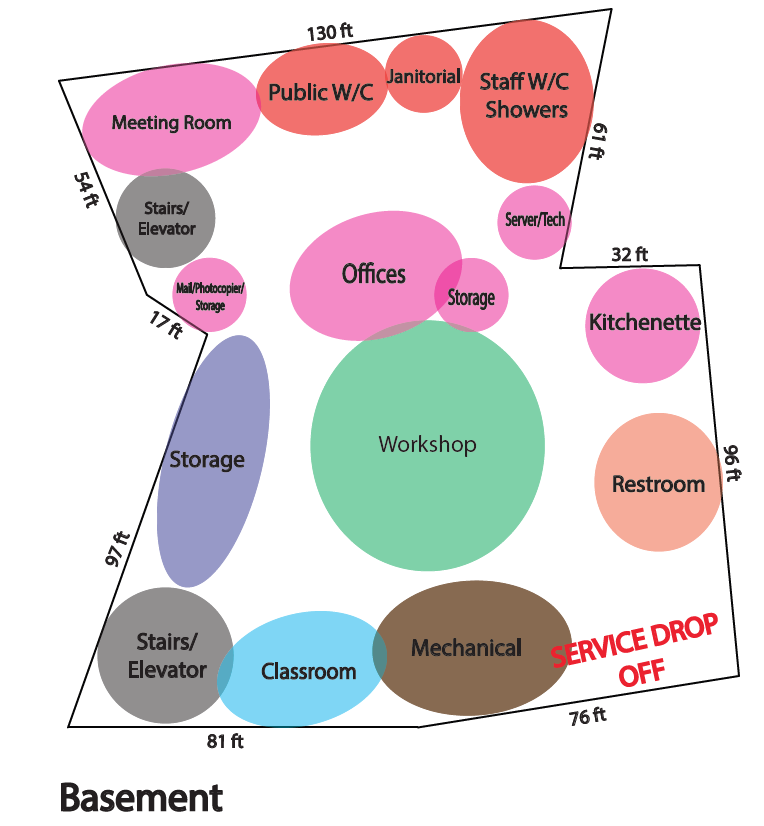 130 ft
Public W/C
Janitorial
Staff W/C
Showers
Meeting Room
61 ft
54 ft
Stairs/
Elevator
Server/Tech
32 ft
Offices
Mail/Photocopier/
Storage
Storage
17 ft
Kitchenette
Workshop
Storage
96 ft
Restroom
97 ft
Stairs/
Elevator
Classroom
Mechanical
SERVICE DROP
OFF
76 ft
81 ft
Basement